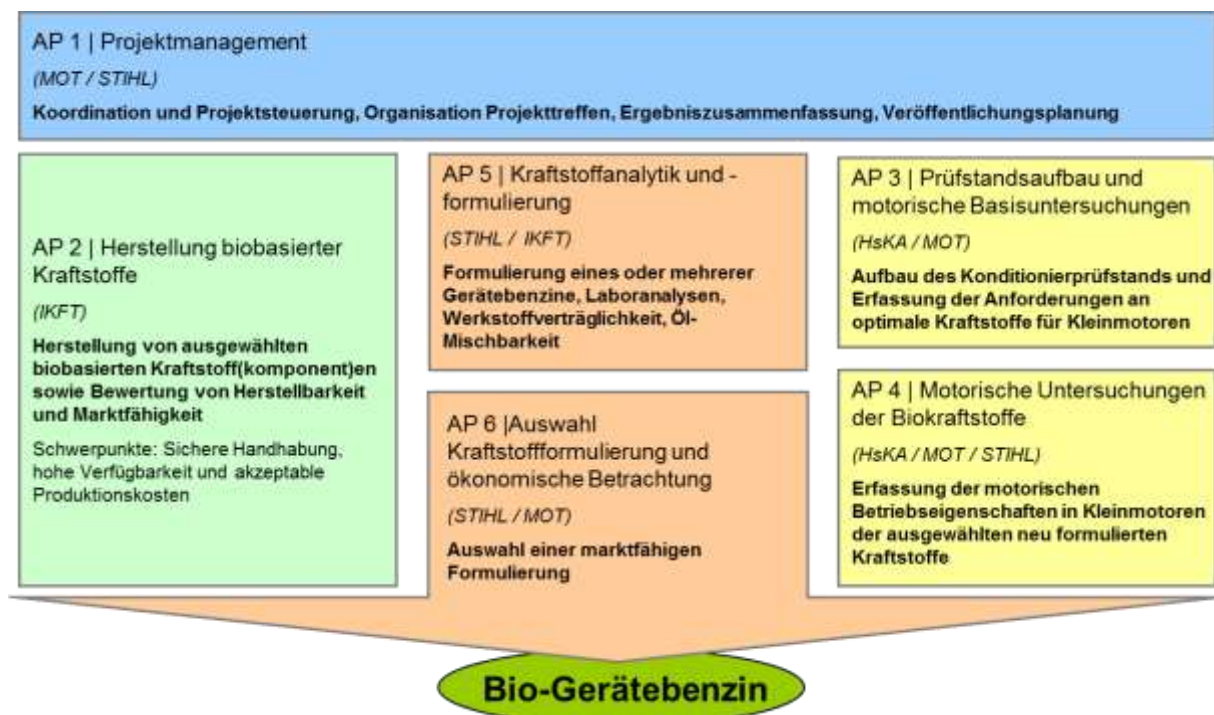 AP 1 | Projektmanagement
(MOT / STIHL)
Koordination und Projektsteuerung, Organisation Projekttreffen, Ergebniszusammenfassung, Veröffentlichungsplanung
AP 2 | Herstellung biobasierter
Kraftstoffe
(IKFT)
Herstellung von ausgewählten
biobasierten Kraftstoff(komponent)en
sowie Bewertung von Herstellbarkeit
und Marktfähigkeit
Schwerpunkte: Sichere Handhabung,
hohe Verfügbarkeit und akzeptable
Produktionskosten
AP 5 | Kraftstoffanalytik und -
formulierung
(STIHL / IKFT)
Formulierung eines oder mehrerer
Gerätebenzine, Laboranalysen,
Werkstoffverträglichkeit, Öl-
Mischbarkeit
AP 6 |Auswahl
Kraftstoffformulierung und
ökonomische Betrachtung
(STIHL / MOT)
Auswahl einer marktfähigen
Formulierung
AP 3 | Prüfstandsaufbau und
motorische Basisuntersuchungen
(HsKA / MOT)
Aufbau des Konditionierprüfstands und
Erfassung der Anforderungen an
optimale Kraftstoffe für Kleinmotoren
AP 4 | Motorische Untersuchungen
der Biokraftstoffe
(HsKA / MOT / STIHL)
Erfassung der motorischen
Betriebseigenschaften in Kleinmotoren
der ausgewählten neu formulierten
Kraftstoffe
Bio-Gerätebenzin